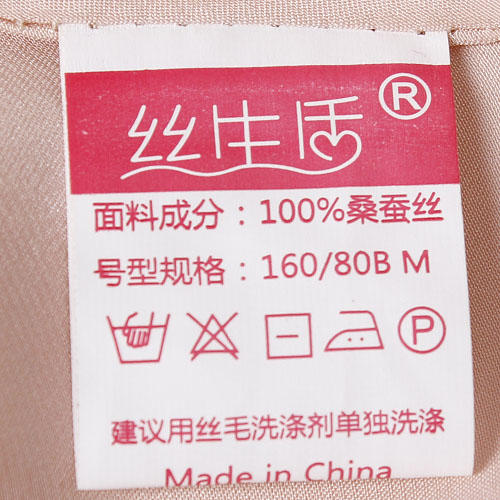 丝生活®
面料成分：100%桑蚕丝
号型规格：160/80B M
P
建议用丝毛洗涤剂单独洗涤
Made in China